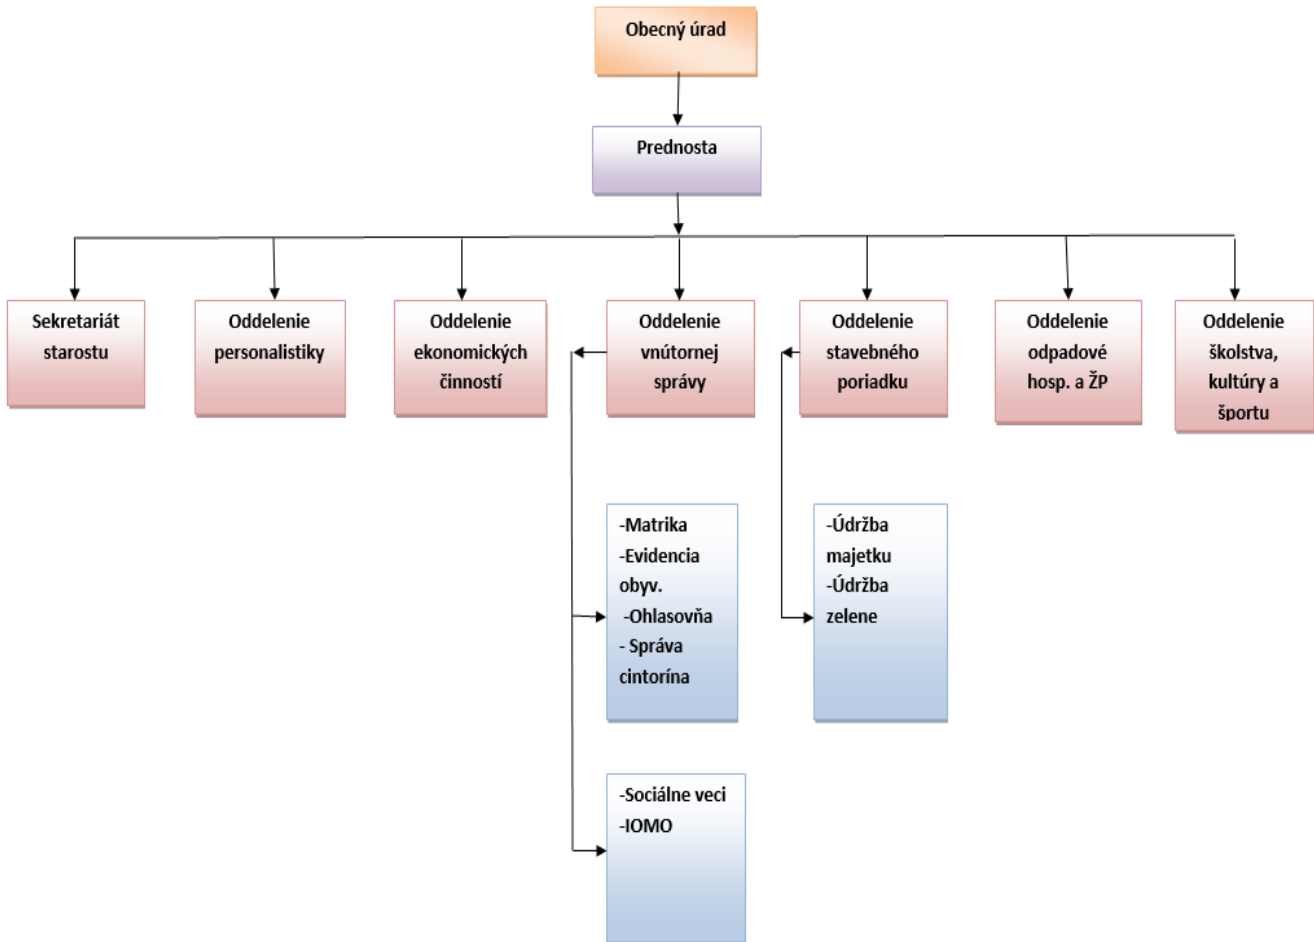 Obecný úrad
Prednosta
Sekretariát
starostu
Oddelenie
personalistiky
Oddelenie
ekonomických
činností
Oddelenie
vnútornej
správy
Oddelenie
stavebného
poriadku
Oddelenie
odpadové
hosp. a ŽP
Oddelenie
školstva,
kultúry a
športu
-Matrika
-Evidencia
obyv.
-Ohlasovňa
- Správa
cintorína
-Údržba
majetku
-Údržba
zelene
-Sociálne veci
-IOMO